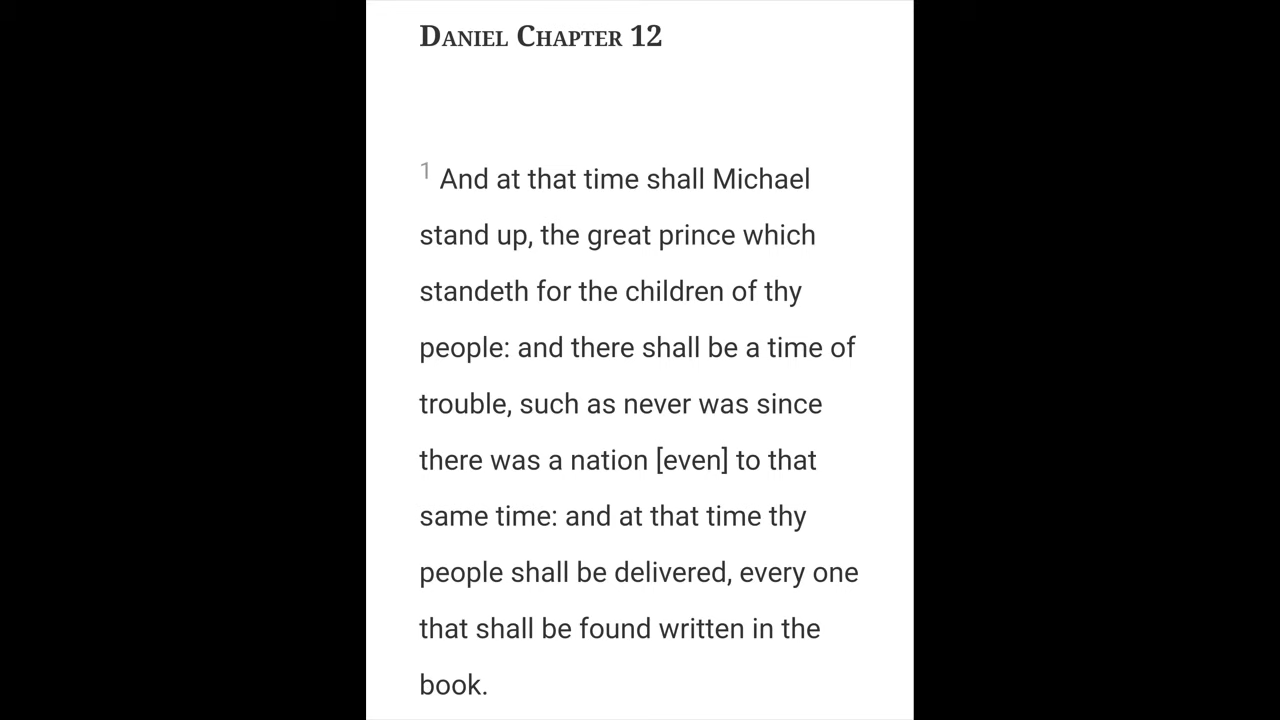 Daniel Chapter 12
1 And at that time shall Michael
stand up, the great prince which
standeth for the children of thy
people: and there shall be a time of
trouble, such as never was since
there was a nation [even] to that
same time: and at that time thy
people shall be delivered, every one
that shall be found written in the
book.